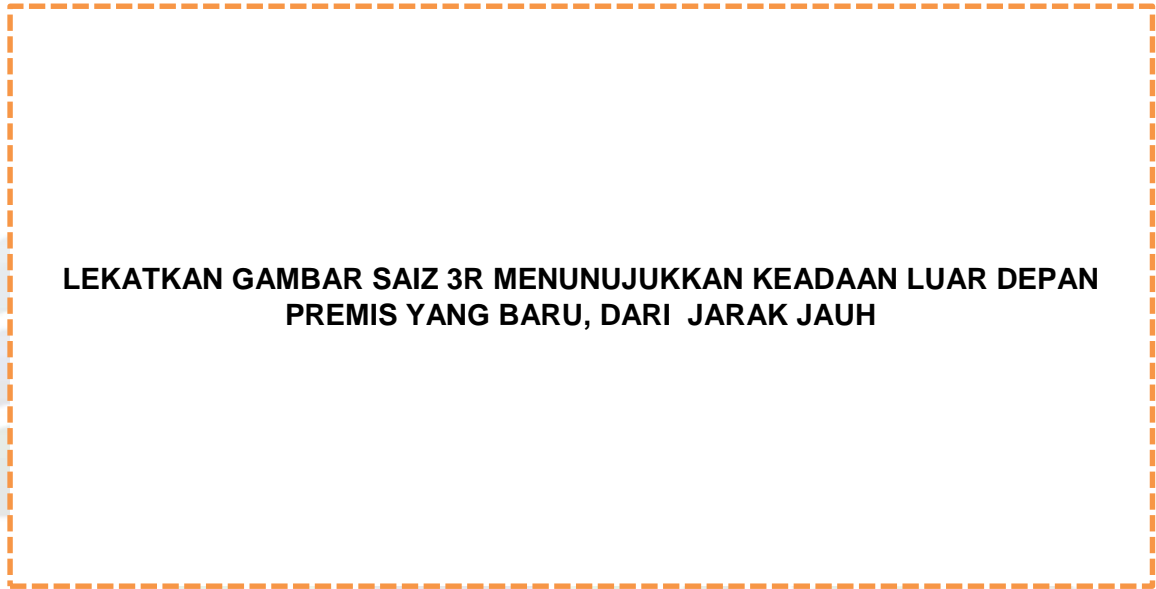 LEKATKAN GAMBAR SAIZ 3R MENUNUJUKKAN KEADAAN LUAR DEPAN
PREMIS YANG BARU, DARI  JARAK JAUH